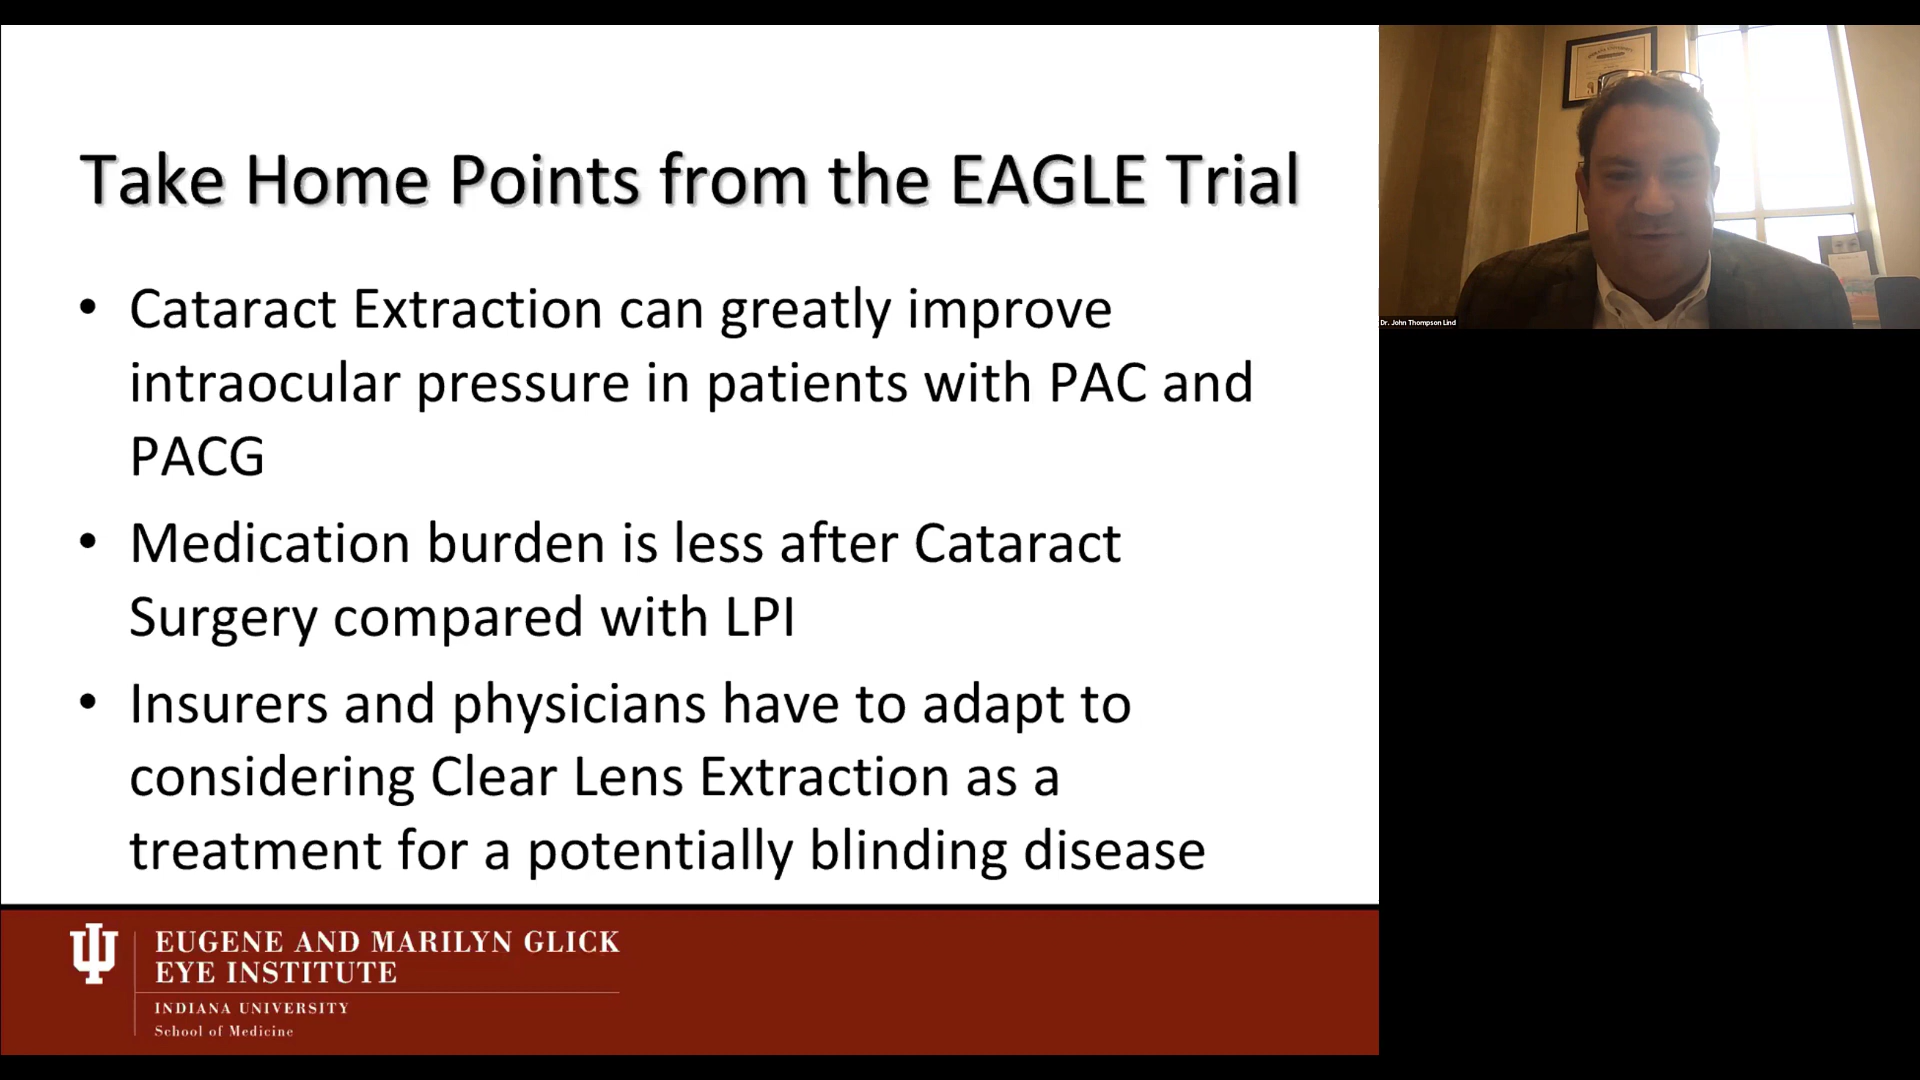 Take Home Points from the EAGLE Trial
• Cataract Extraction can greatly improve
intraocular pressure in patients with PAC and
PACG
• Medication burden is less after Cataract
Surgery compared with LPI
• Insurers and physicians have to adapt to
considering Clear Lens Extraction as a
treatment for a potentially blinding disease
EUGENE AND MARILYN GLICK
EYE INSTITUTE
INDIANA UNIVERSITY
School of Medicine
Dr. John Thompson Lind